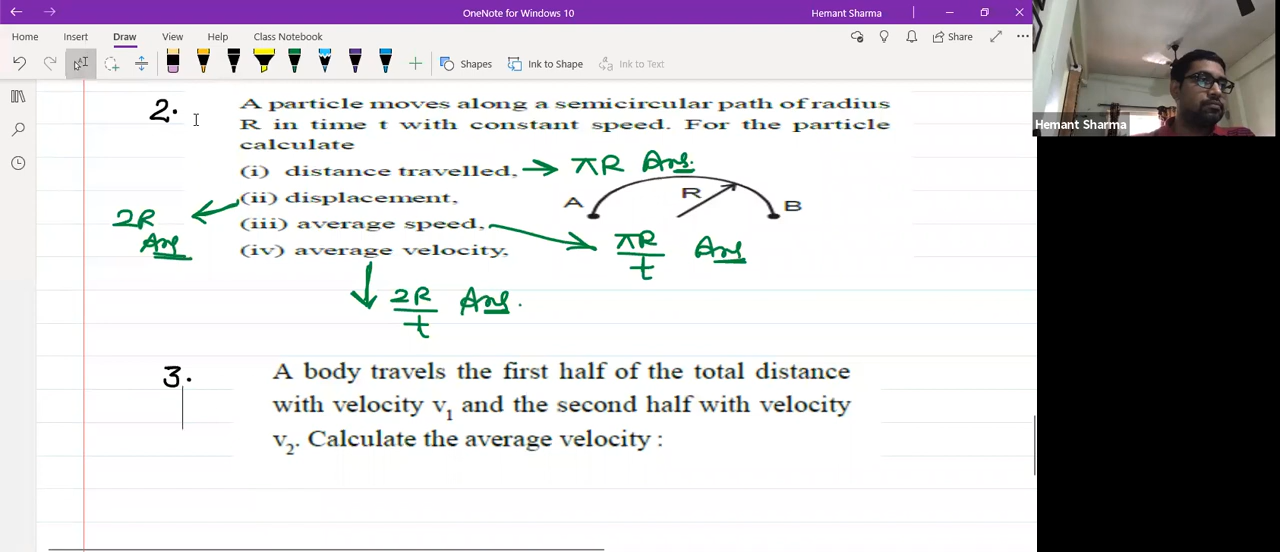 OneNote for Windows 10
Hemant Sharma
Home Insert Draw View Help Class Notebook
Share
Shapes Ink to Shape Ink to Text
Hemant Sharma
2.
A particle moves along a semicircular path of radius
R in time t with constant speed. For the particle
calculate
(i) distance travelled, → πR Ans.
(ii) displacement,
2R
Ans
(iii) average speed,
πR/t Ans
(iv) average velocity,
2R/t Ans.
A R B
3.
A body travels the first half of the total distance
with velocity v₁ and the second half with velocity
v₂. Calculate the average velocity :